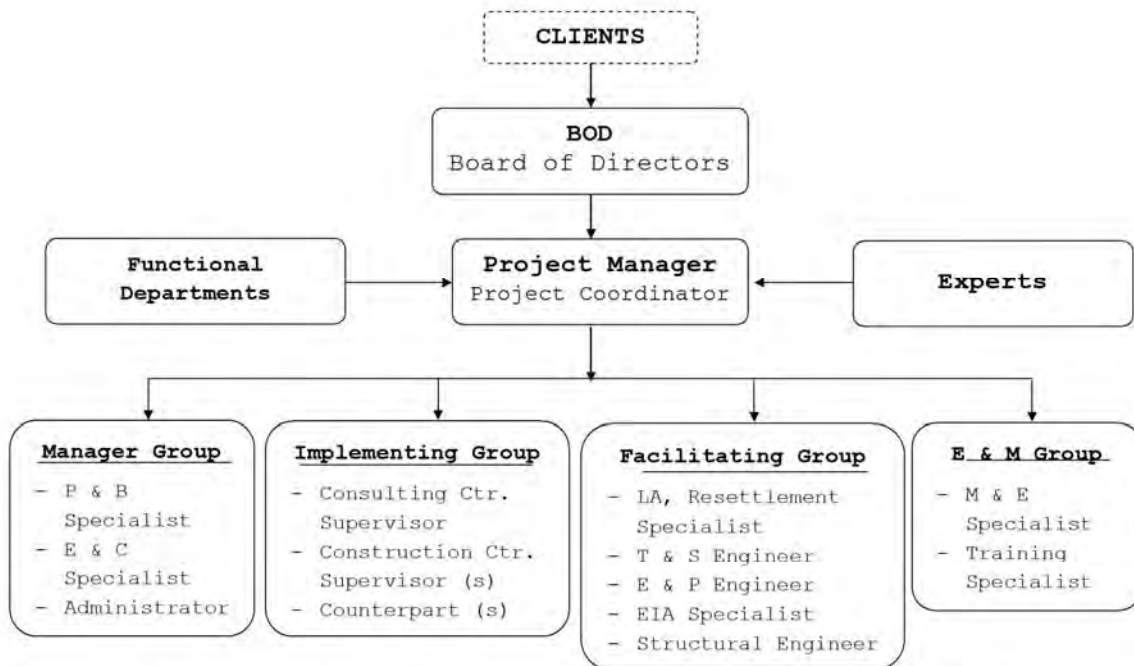 CLIENTS
BOD
Board of Directors
Functional
Departments
Project Manager
Project Coordinator
Experts
Manager Group
- P & B
Specialist
- E & C
Specialist
- Administrator
Implementing Group
- Consulting Ctr.
Supervisor
- Construction Ctr.
Supervisor (s)
- Counterpart (s)
Facilitating Group
- LA, Resettlement
Specialist
- T & S Engineer
- E & P Engineer
- EIA Specialist
- Structural Engineer
E & M Group
- M & E
Specialist
- Training
Specialist